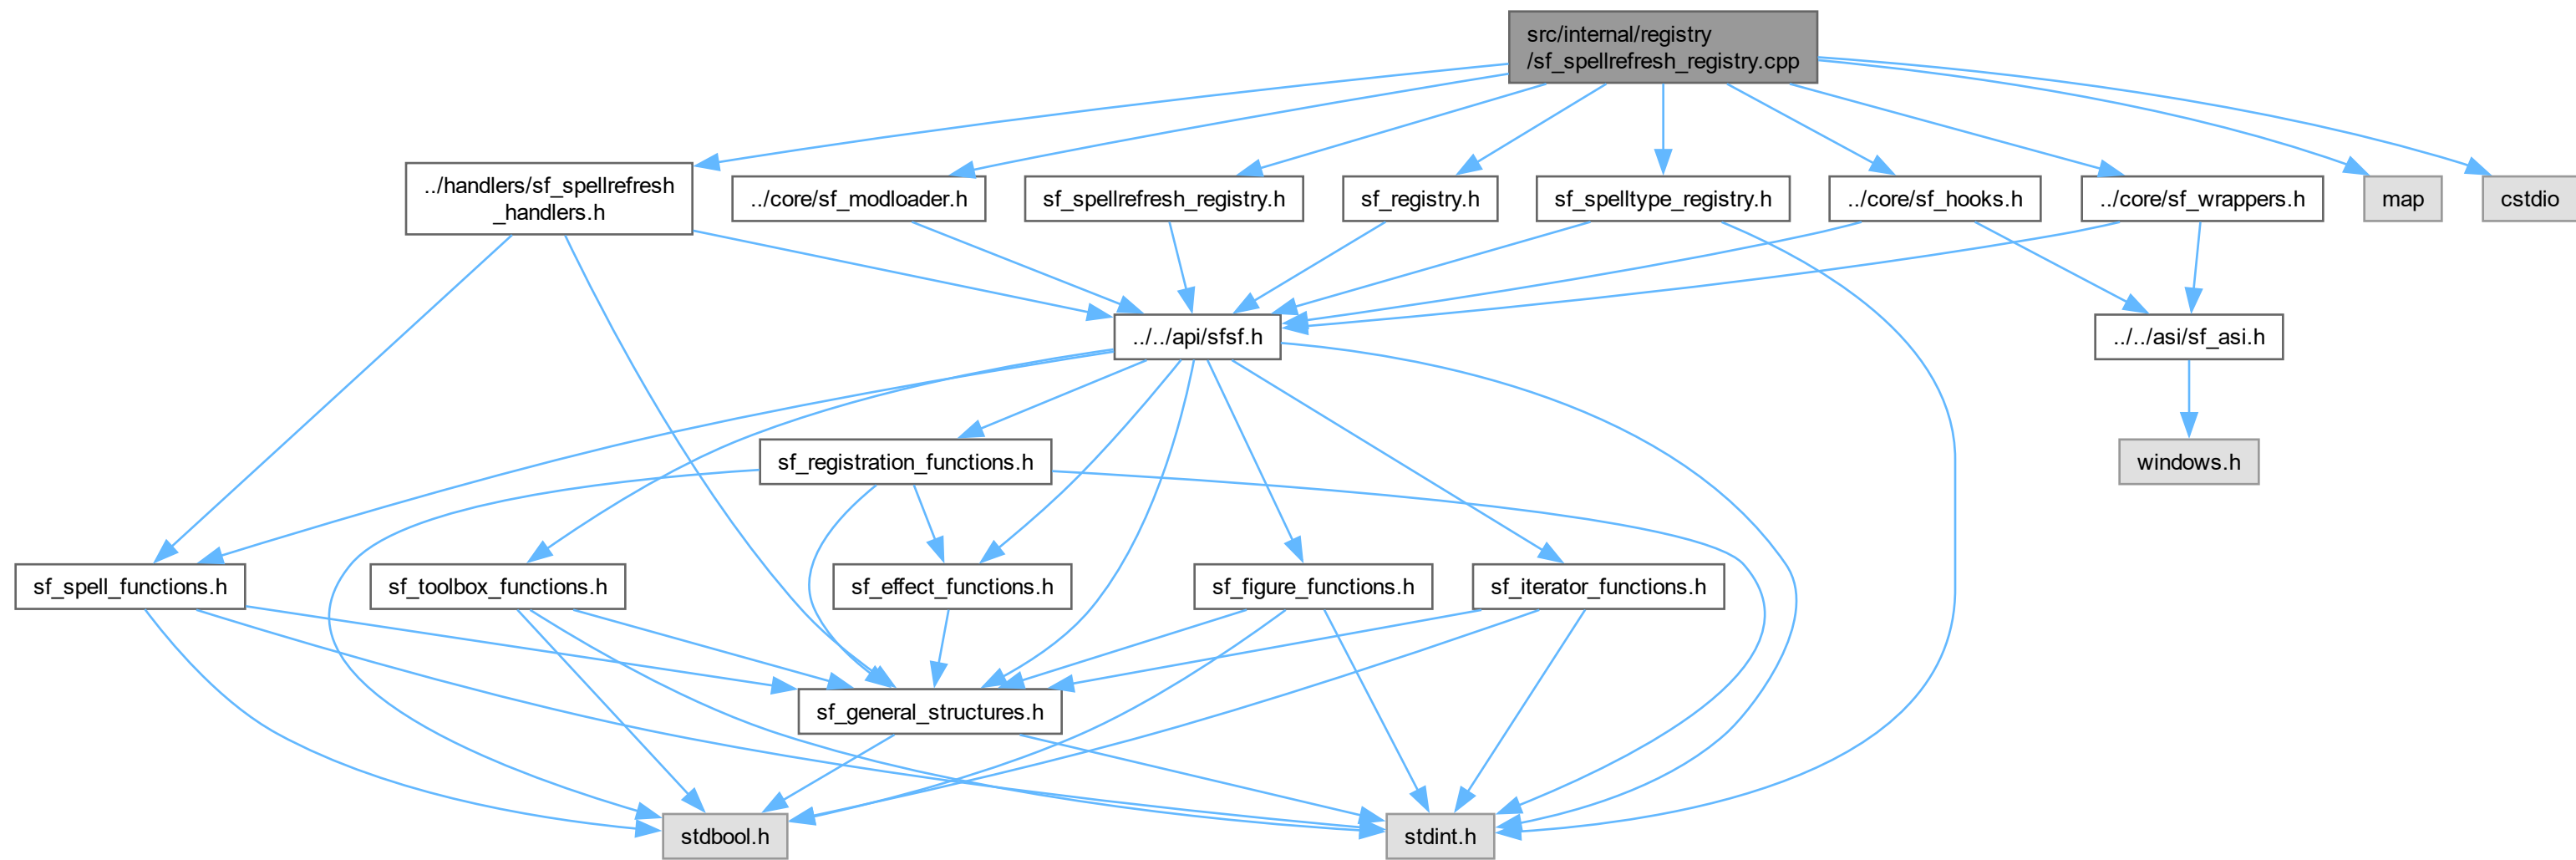 src/internal/registry
/sf_spellrefresh_registry.cpp
../handlers/sf_spellrefresh
_handlers.h
../core/sf_modloader.h
sf_spellrefresh_registry.h
sf_registry.h
sf_spelltype_registry.h
../core/sf_hooks.h
../core/sf_wrappers.h
map
cstdio
../../api/sfsf.h
../../asi/sf_asi.h
sf_registration_functions.h
windows.h
sf_spell_functions.h
sf_toolbox_functions.h
sf_effect_functions.h
sf_figure_functions.h
sf_iterator_functions.h
sf_general_structures.h
stdbool.h
stdint.h